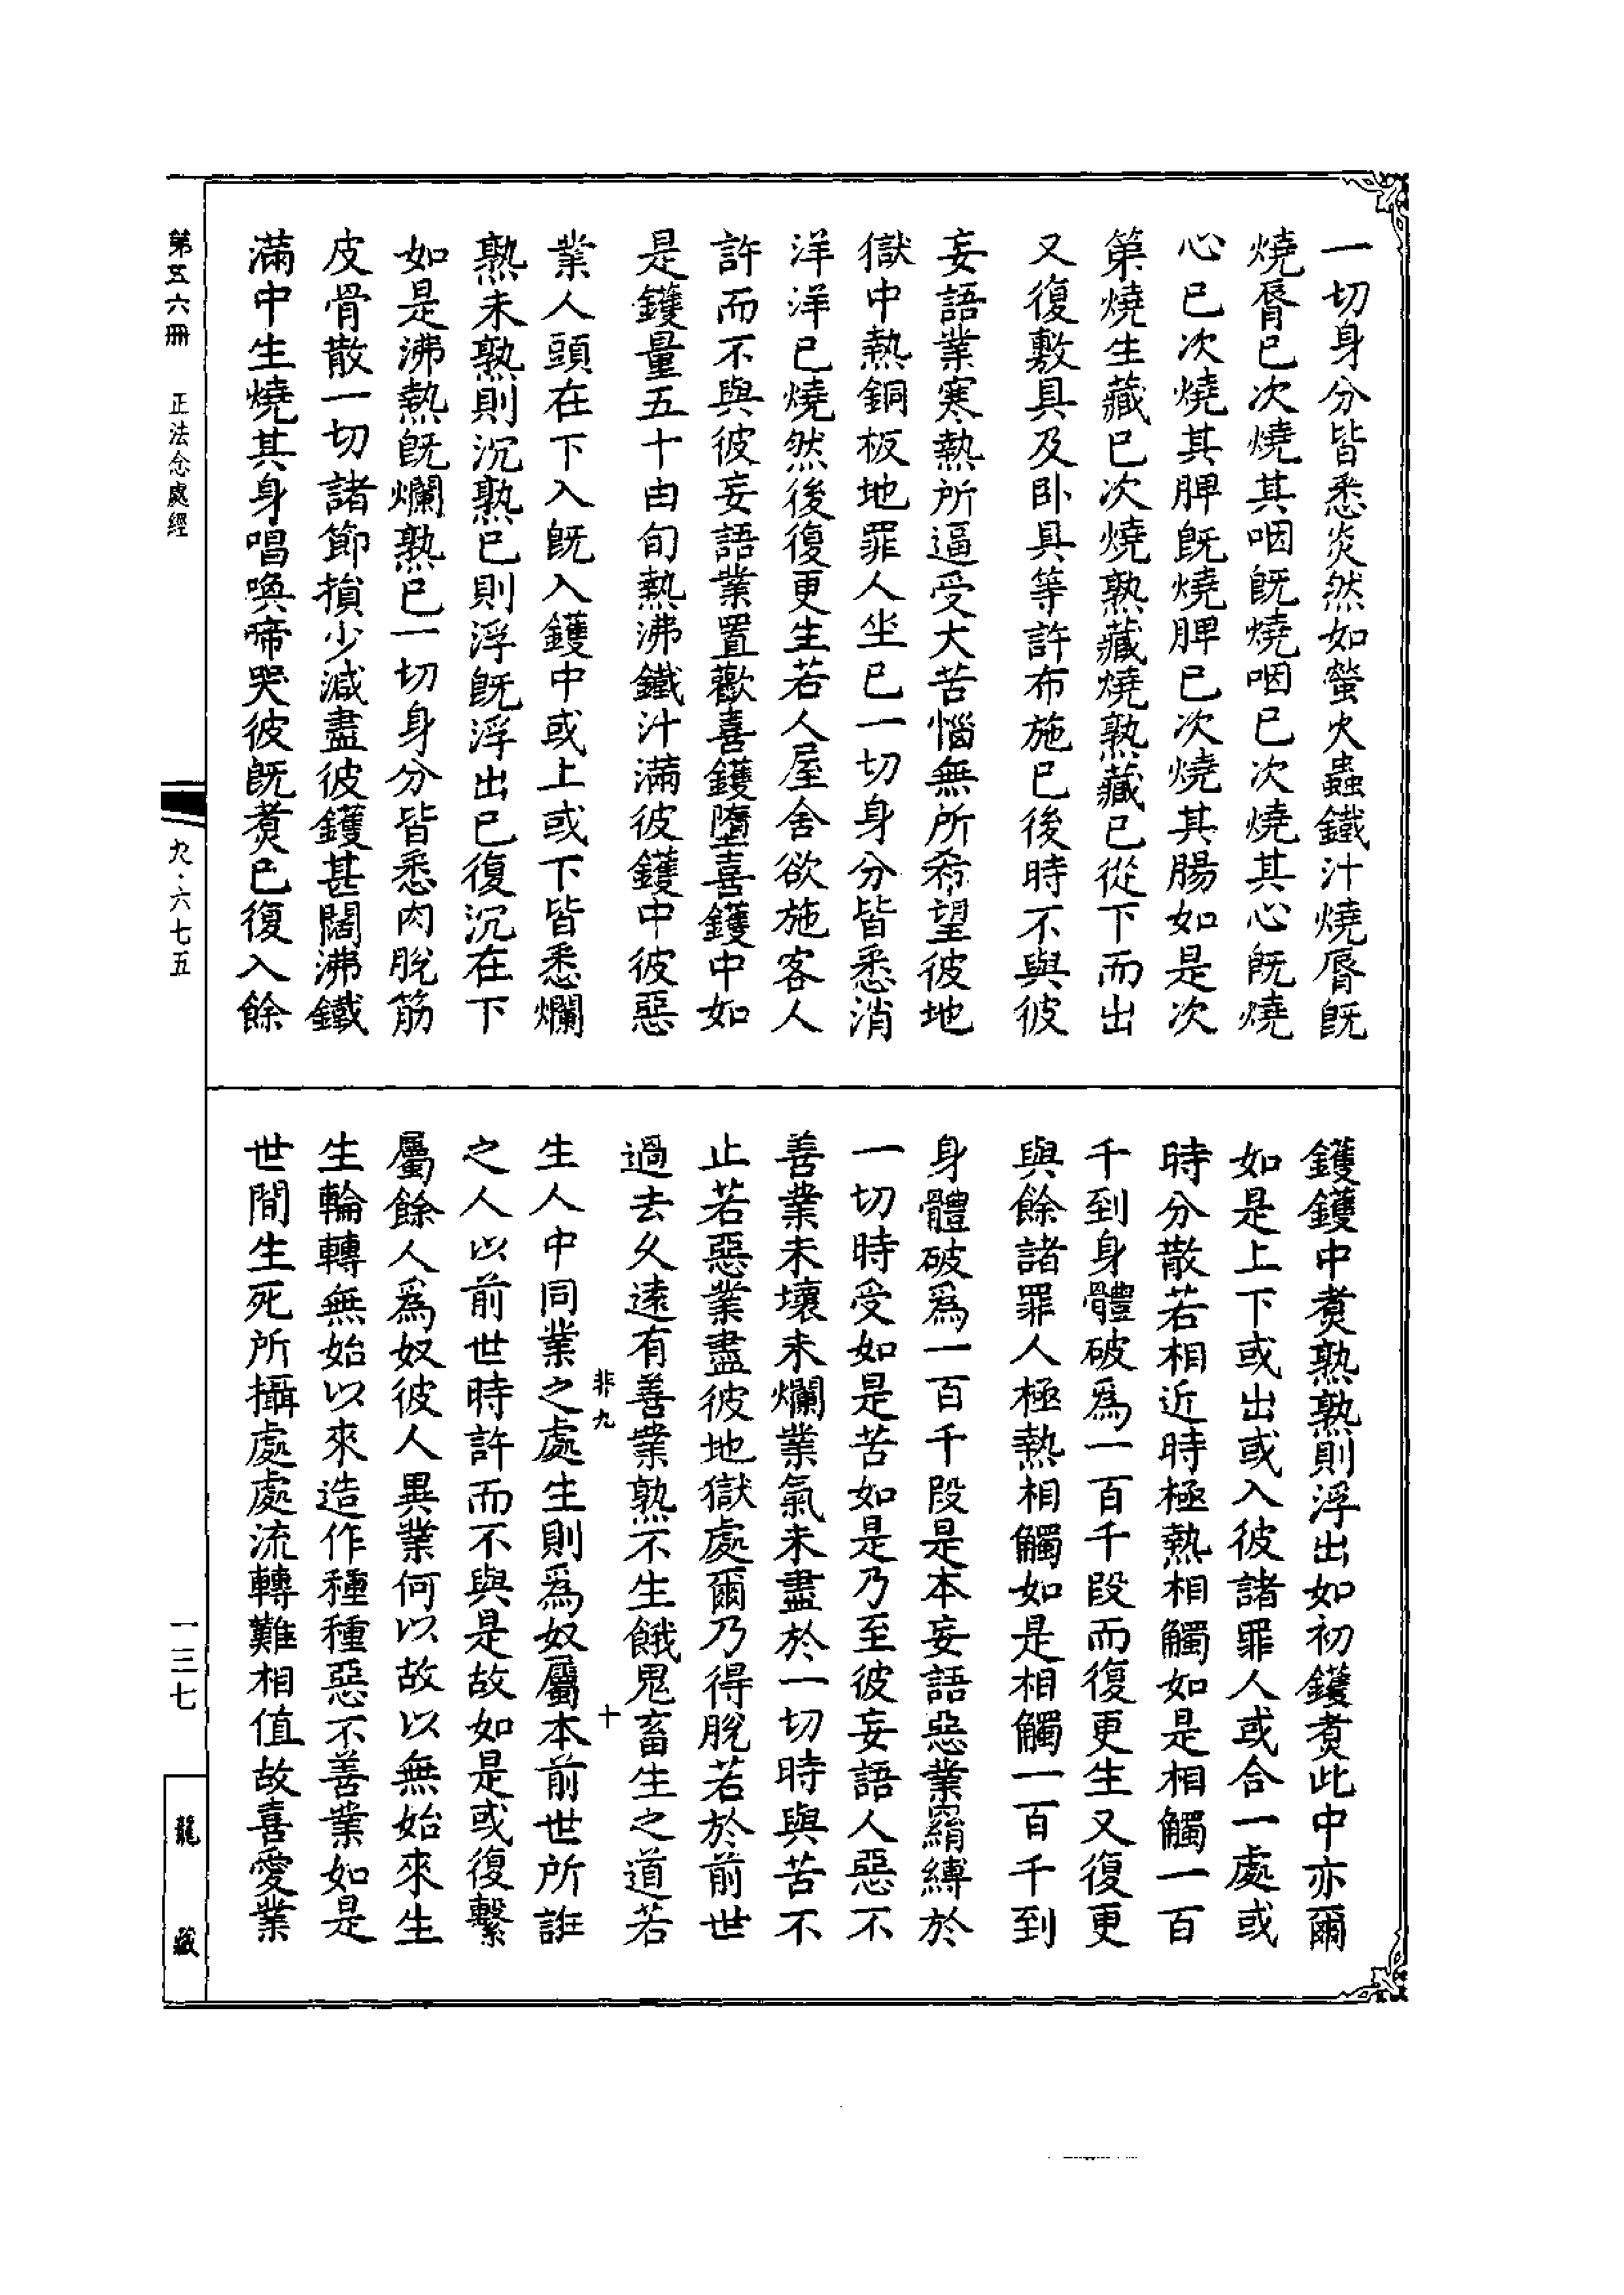 一切身分皆悉炎然如螢火蟲鐵汁燒脣既
燒脣已次燒其咽既燒咽已次燒其心既燒
心已次燒其脾既燒脾已次燒其腸如是次
第燒生藏已次燒熟藏燒熟藏已從下而出
又復敷具及臥具等許布施已後時不與彼
妄語業寒熱所逼受大苦惱無所希望彼地
獄中熱銅板地罪人坐已一切身分皆悉消
洋洋已燒然後復更生若人屋舍欲施客人
許而不與彼妄語業置歡喜鑊墮喜鑊中如
是鑊量五十由旬熱沸鐵汁滿彼鑊中彼惡
業人頭在下入既入鑊中或上或下皆悉爛
熟未熟則沉熟已則浮既浮出已復沉在下
如是沸熱既爛熟已一切身分皆悉肉脫筋
皮骨散一切諸節損少減盡彼鑊甚闊沸鐵
滿中生燒其身唱喚啼哭彼既煑已復入餘
鑊鑊中煑熟熟則浮出如初鑊煑此中亦爾
如是上下或出或入彼諸罪人或合一處或
時分散若相近時極熱相觸如是相觸一百
千到身體破爲一百千段而復更生又復更
與餘諸罪人極熱相觸如是相觸一百千到
身體破爲一百千段是本妄語惡業羂縛於
一切時受如是苦如是乃至彼妄語人惡不
善業未壞未爛業氣未盡於一切時與苦不
止若惡業盡彼地獄處爾乃得脫若於前世
過去久遠有善業熟不生餓鬼畜生之道若
非九
十
生人中同業之處生則爲奴屬本前世所誑
之人以前世時許而不與是故如是或復繫
屬餘人爲奴彼人異業何以故以無始來生
生輪轉無始以來造作種種惡不善業如是
世間生死所攝處處流轉難相值故喜愛業
第五六冊
正法念處經
九·六七五
一三七
龍藏